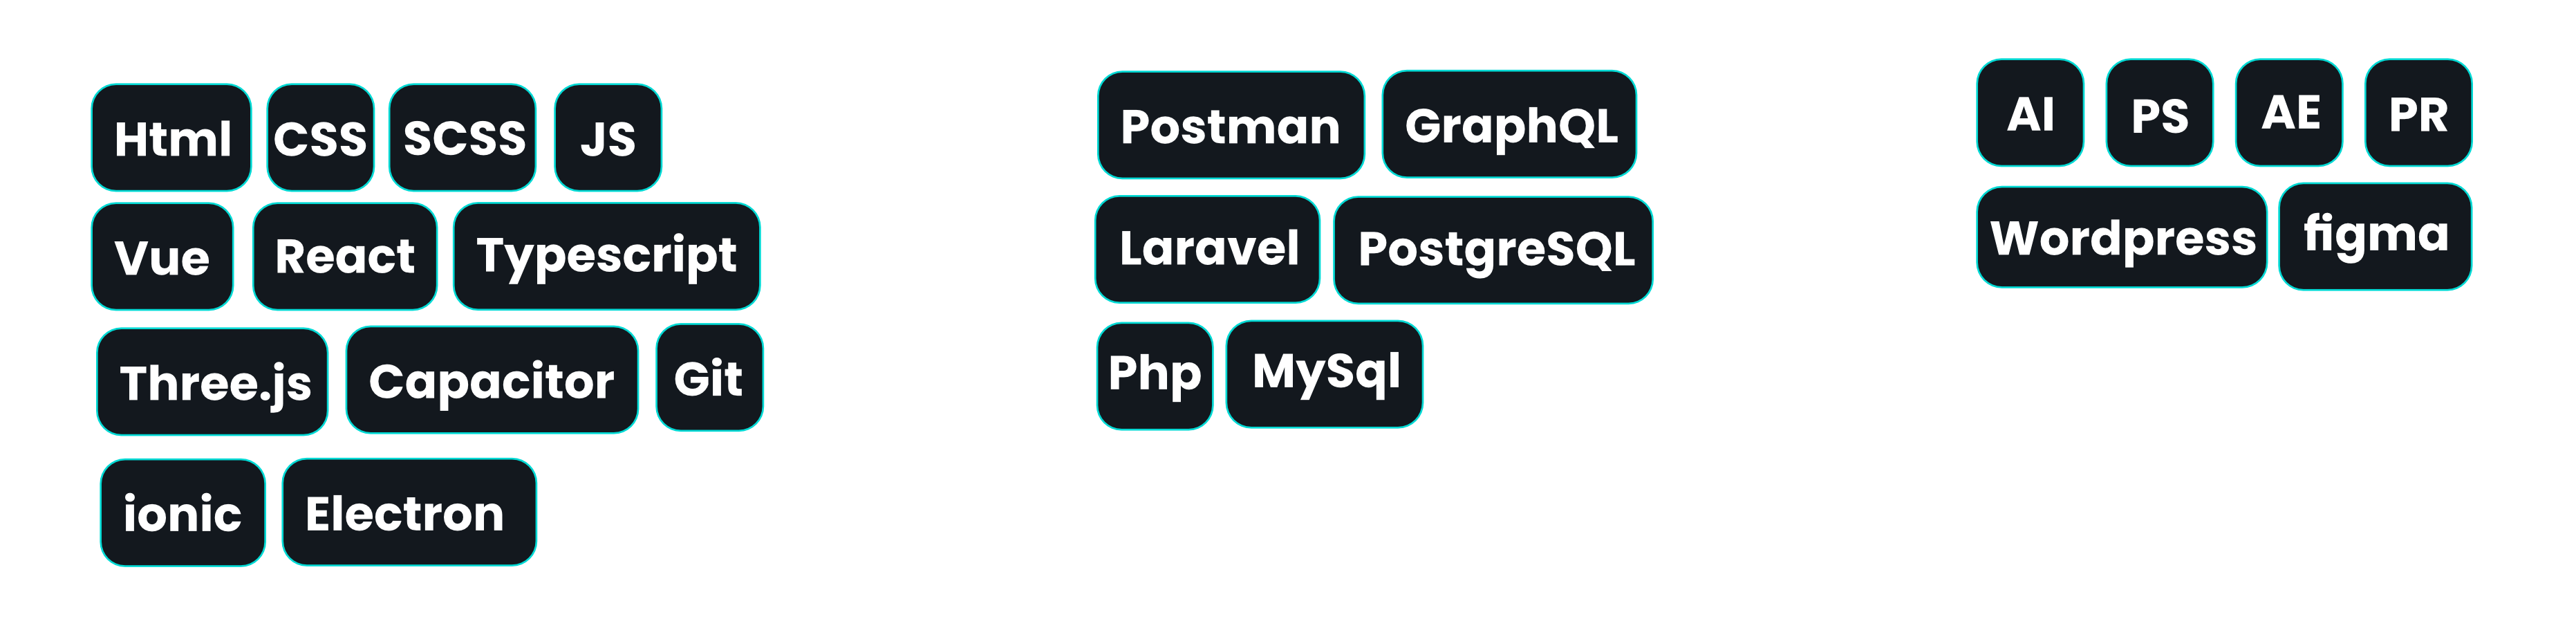 Html CSS SCSS JS
Vue React Typescript
Three.js Capacitor Git
ionic Electron
Postman GraphQL
Laravel PostgreSQL
Php MySql
AI PS AE PR
Wordpress figma